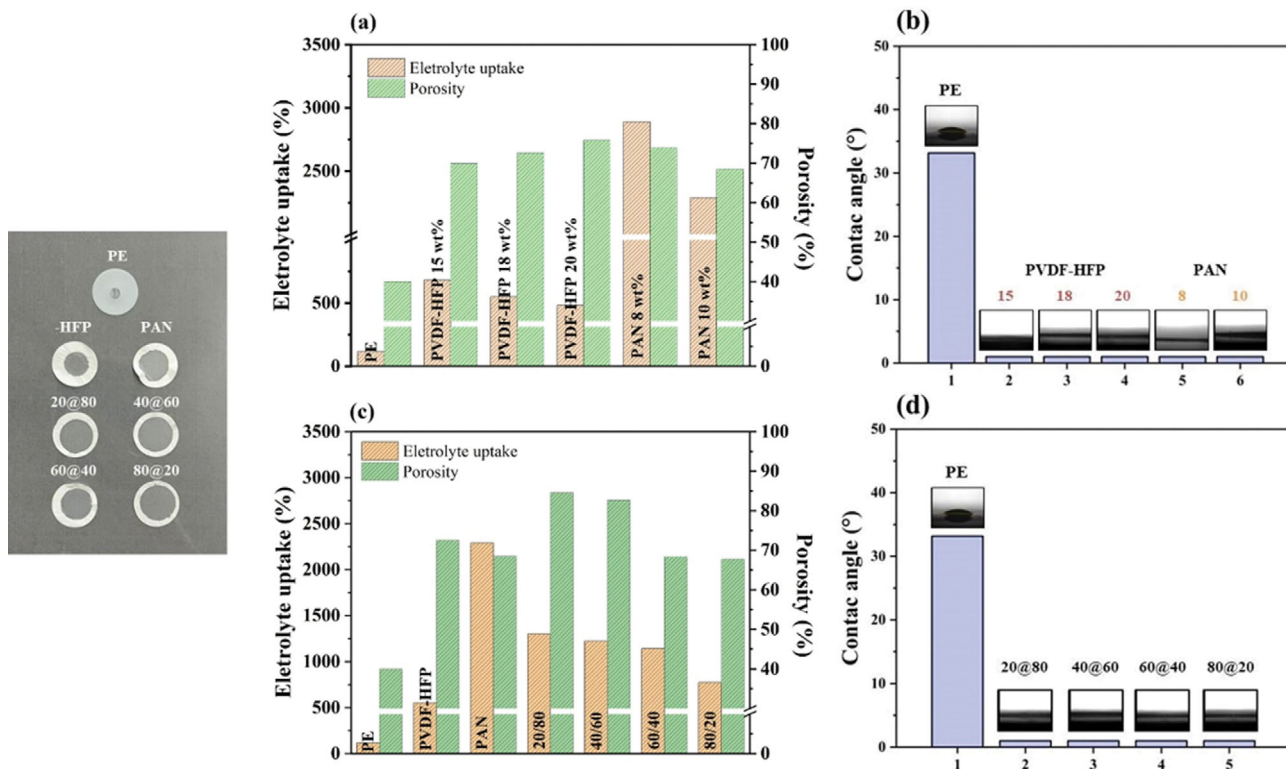 PE
-HFP PAN
20@80 40@60
60@40 80@20
(a)
Eletrolyte uptake (%)
3500
3000
2500
500
0
Eletrolyte uptake
Porosity
PE
PVDF-HFP 15 wt%
PVDF-HFP 18 wt%
PVDF-HFP 20 wt%
PAN 8 wt%
PAN 10 wt%
100
90
80
70
60
50
40
0
Porosity (%)
(b)
Contac angle (°)
50
40
30
20
10
0
PE
PVDF-HFP PAN
15 18 20 8 10
1 2 3 4 5 6
(c)
Eletrolyte uptake (%)
3500
3000
2500
2000
1500
1000
500
0
Eletrolyte uptake
Porosity
PE
PVDF-HFP
PAN
20/80
40/60
60/40
80/20
100
90
80
70
60
50
40
0
Porosity (%)
(d)
Contac angle (°)
50
40
30
20
10
0
PE
20@80 40@60 60@40 80@20
1 2 3 4 5